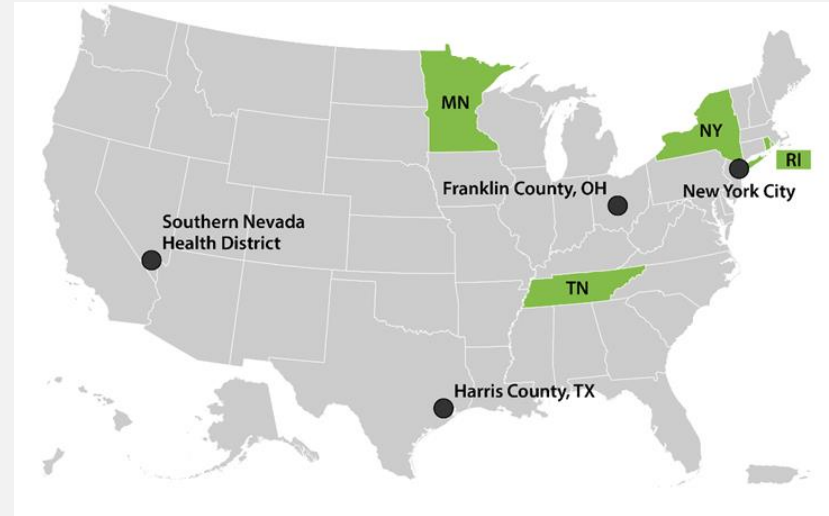 MN
NY
RI
Franklin County, OH
New York City
Southern Nevada
Health District
TN
Harris County, TX